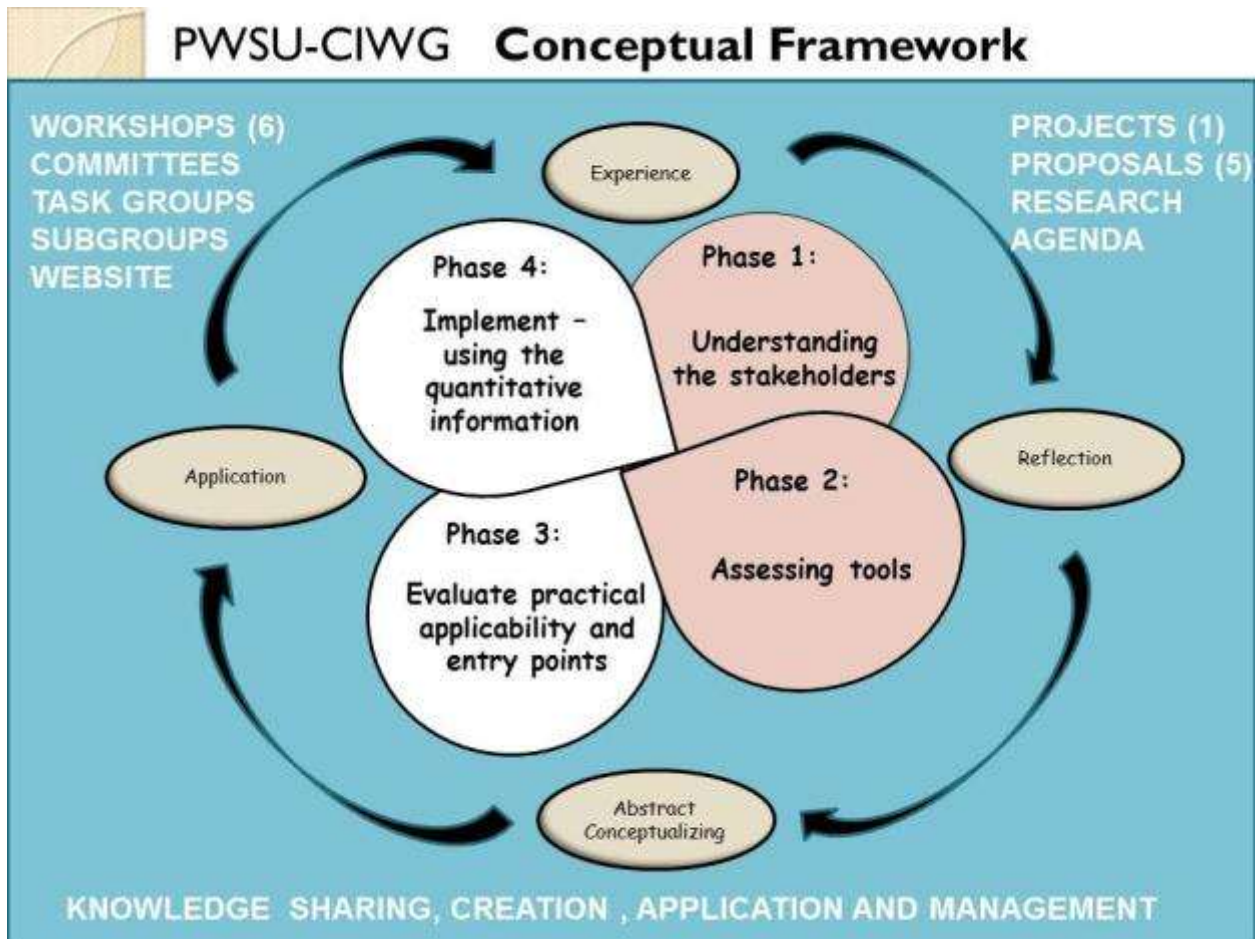 PWSU-CIWG Conceptual Framework
WORKSHOPS (6)
COMMITTEES
TASK GROUPS
SUBGROUPS
WEBSITE
PROJECTS (1)
PROPOSALS (5)
RESEARCH
AGENDA
Experience
Phase 4:
Implement –
using the
quantitative
information
Phase 1:
Understanding
the stakeholders
Application
Reflection
Phase 3:
Evaluate practical
applicability and
entry points
Phase 2:
Assessing tools
Abstract
Conceptualizing
KNOWLEDGE SHARING, CREATION , APPLICATION AND MANAGEMENT